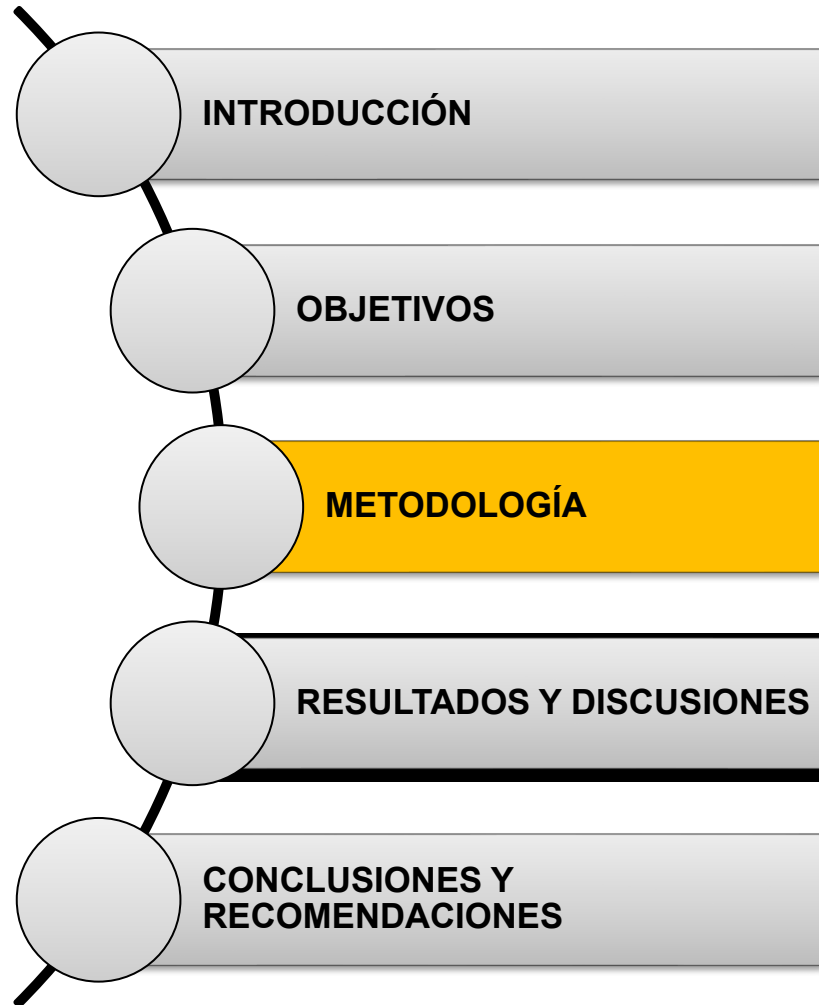 INTRODUCCIÓN
OBJETIVOS
METODOLOGÍA
RESULTADOS Y DISCUSIONES
CONCLUSIONES Y
RECOMENDACIONES